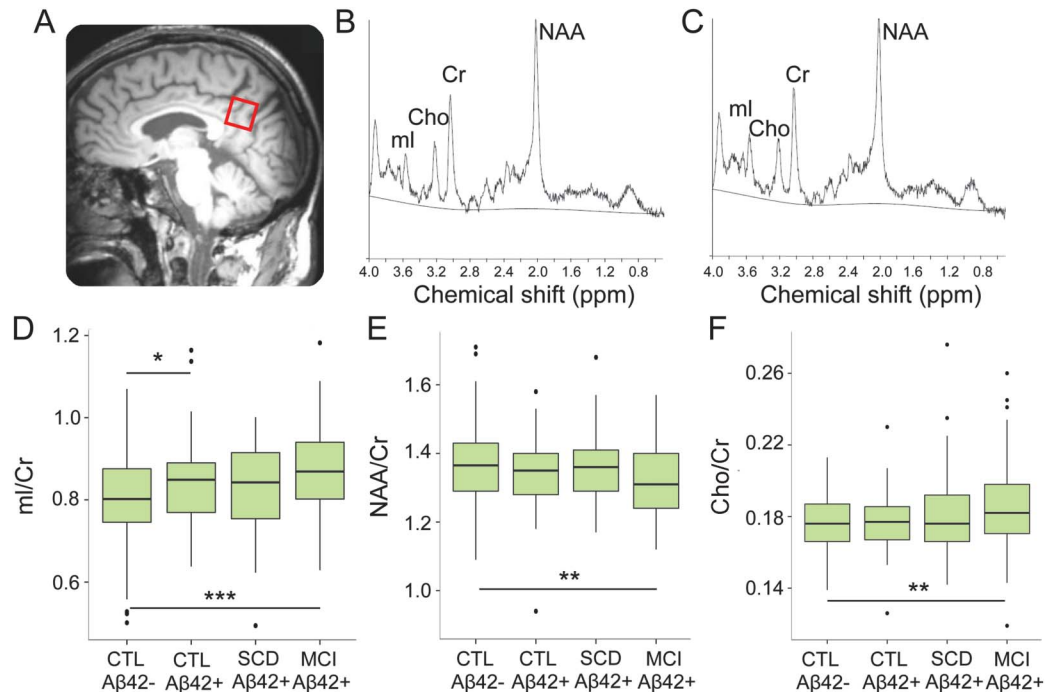 A
B
C
NAA
Cr
Cho
mI
4.0 3.6 3.2 2.8 2.4 2.0 1.6 1.2 0.8
Chemical shift (ppm)
NAA
Cr
mI
Cho
4.0 3.6 3.2 2.8 2.4 2.0 1.6 1.2 0.8
Chemical shift (ppm)
D
mI/Cr
1.2
1.0
0.8
0.6
*
***
CTL CTL SCD MCI
Aβ42- Aβ42+ Aβ42+ Aβ42+
E
NAA/Cr
1.6
1.4
1.2
1.0
**
CTL CTL SCD MCI
Aβ42- Aβ42+ Aβ42+ Aβ42+
F
Cho/Cr
0.26
0.22
0.18
0.14
**
CTL CTL SCD MCI
Aβ42- Aβ42+ Aβ42+ Aβ42+